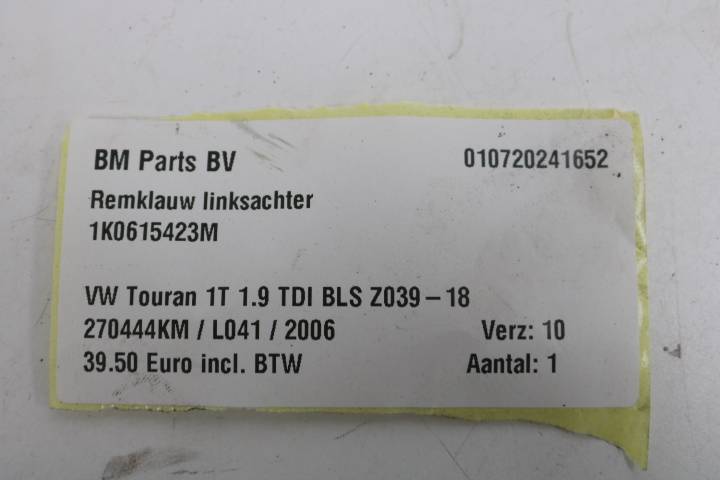 BM Parts BV 010720241652
Remklauw linksachter
1K0615423M
VW Touran 1T 1.9 TDI BLS Z039-18
270444KM / L041 / 2006 Verz: 10
39.50 Euro incl. BTW Aantal: 1